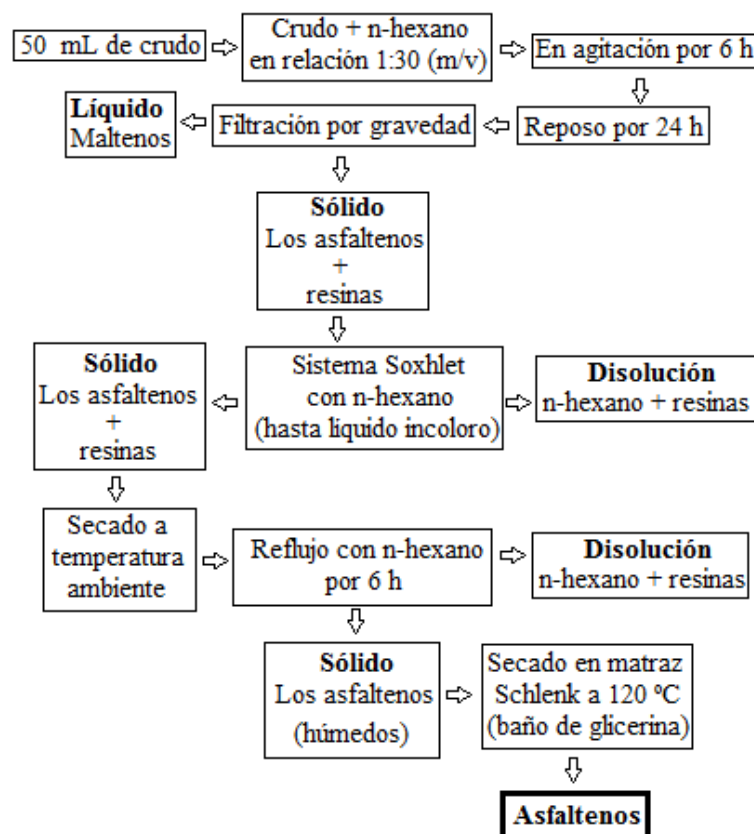 50 mL de crudo
Crudo + n-hexano
en relación 1:30 (m/v)
En agitación por 6 h
Reposo por 24 h
Filtración por gravedad
Líquido
Maltenos
Sólido
Los asfaltenos
+
resinas
Sistema Soxhlet
con n-hexano
(hasta líquido incoloro)
Disolución
n-hexano + resinas
Sólido
Los asfaltenos
+
resinas
Secado a
temperatura
ambiente
Reflujo con n-hexano
por 6 h
Disolución
n-hexano + resinas
Sólido
Los asfaltenos
(húmedos)
Secado en matraz
Schlenk a 120 ºC
(baño de glicerina)
Asfaltenos